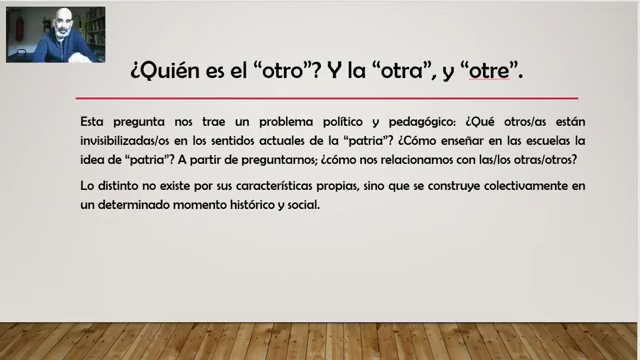 ¿Quién es el “otro”? Y la “otra”, y “otre”.
Esta pregunta nos trae un problema político y pedagógico: ¿Qué otros/as están
invisibilizadas/os en los sentidos actuales de la “patria”? ¿Cómo enseñar en las escuelas la
idea de “patria”? A partir de preguntarnos; ¿cómo nos relacionamos con las/los otras/otros?
Lo distinto no existe por sus características propias, sino que se construye colectivamente en
un determinado momento histórico y social.